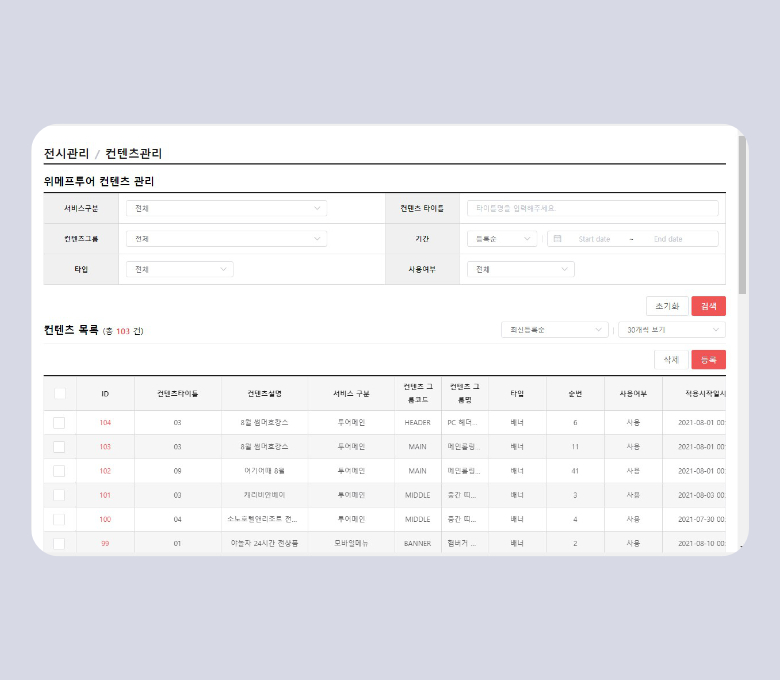 전시관리 / 컨텐츠관리
위메프투어 컨텐츠 관리
서비스구분 전체 컨텐츠 타이틀 타이틀명을 입력해주세요.
컨텐츠그룹 전체 기간 등록순 Start date ~ End date
타입 전체 사용여부 전체
초기화 검색
컨텐츠 목록 (총 103 건) 최신등록순 30개씩 보기
삭제 등록
ID 컨텐츠타이틀 컨텐츠설명 서비스 구분 컨텐츠 그룹코드 컨텐츠 그룹명 타입 순번 사용여부 적용시작일시
104 03 8월 썸머호캉스 투어메인 HEADER PC 헤더... 배너 6 사용 2021-08-01 00:
103 03 8월 썸머호캉스 투어메인 MAIN 메인롤링... 배너 11 사용 2021-08-01 00:
102 09 여기어때 8월 투어메인 MAIN 메인롤링... 배너 41 사용 2021-08-01 00:
101 03 캐리비안베이 투어메인 MIDDLE 중간 띠... 배너 3 사용 2021-08-03 00:
100 04 소노호텔앤리조트 전... 투어메인 MIDDLE 중간 띠... 배너 4 사용 2021-07-30 00:
99 01 야놀자 24시간 전상품 모바일메뉴 BANNER 햄버거 ... 배너 2 사용 2021-08-10 00: